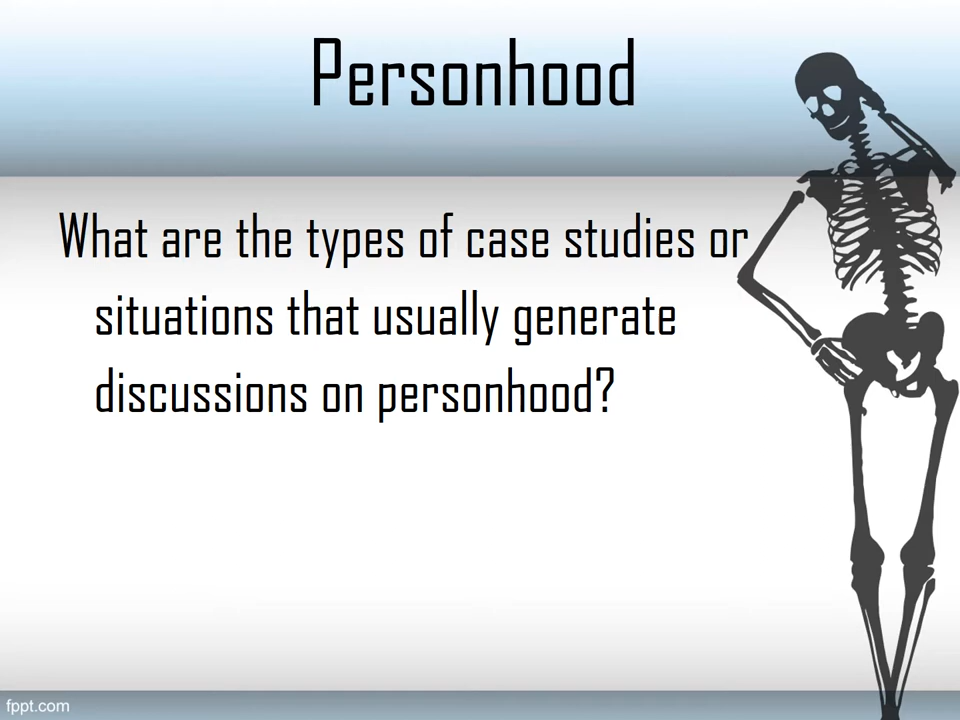 Personhood
What are the types of case studies or
situations that usually generate
discussions on personhood?
fppt.com